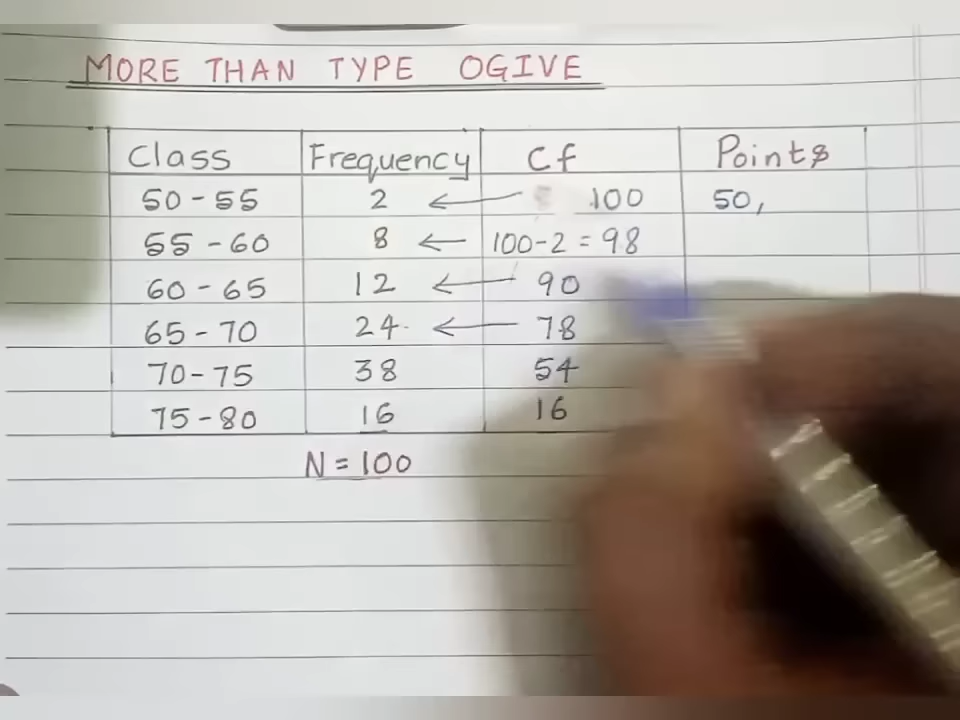 MORE THAN TYPE OGIVE
Class Frequency Cf Points
50-55 2 ← 100 50,
55-60 8 ← 100-2=98
60-65 12 ← 90
65-70 24 ← 78
70-75 38 54
75-80 16 16
N=100